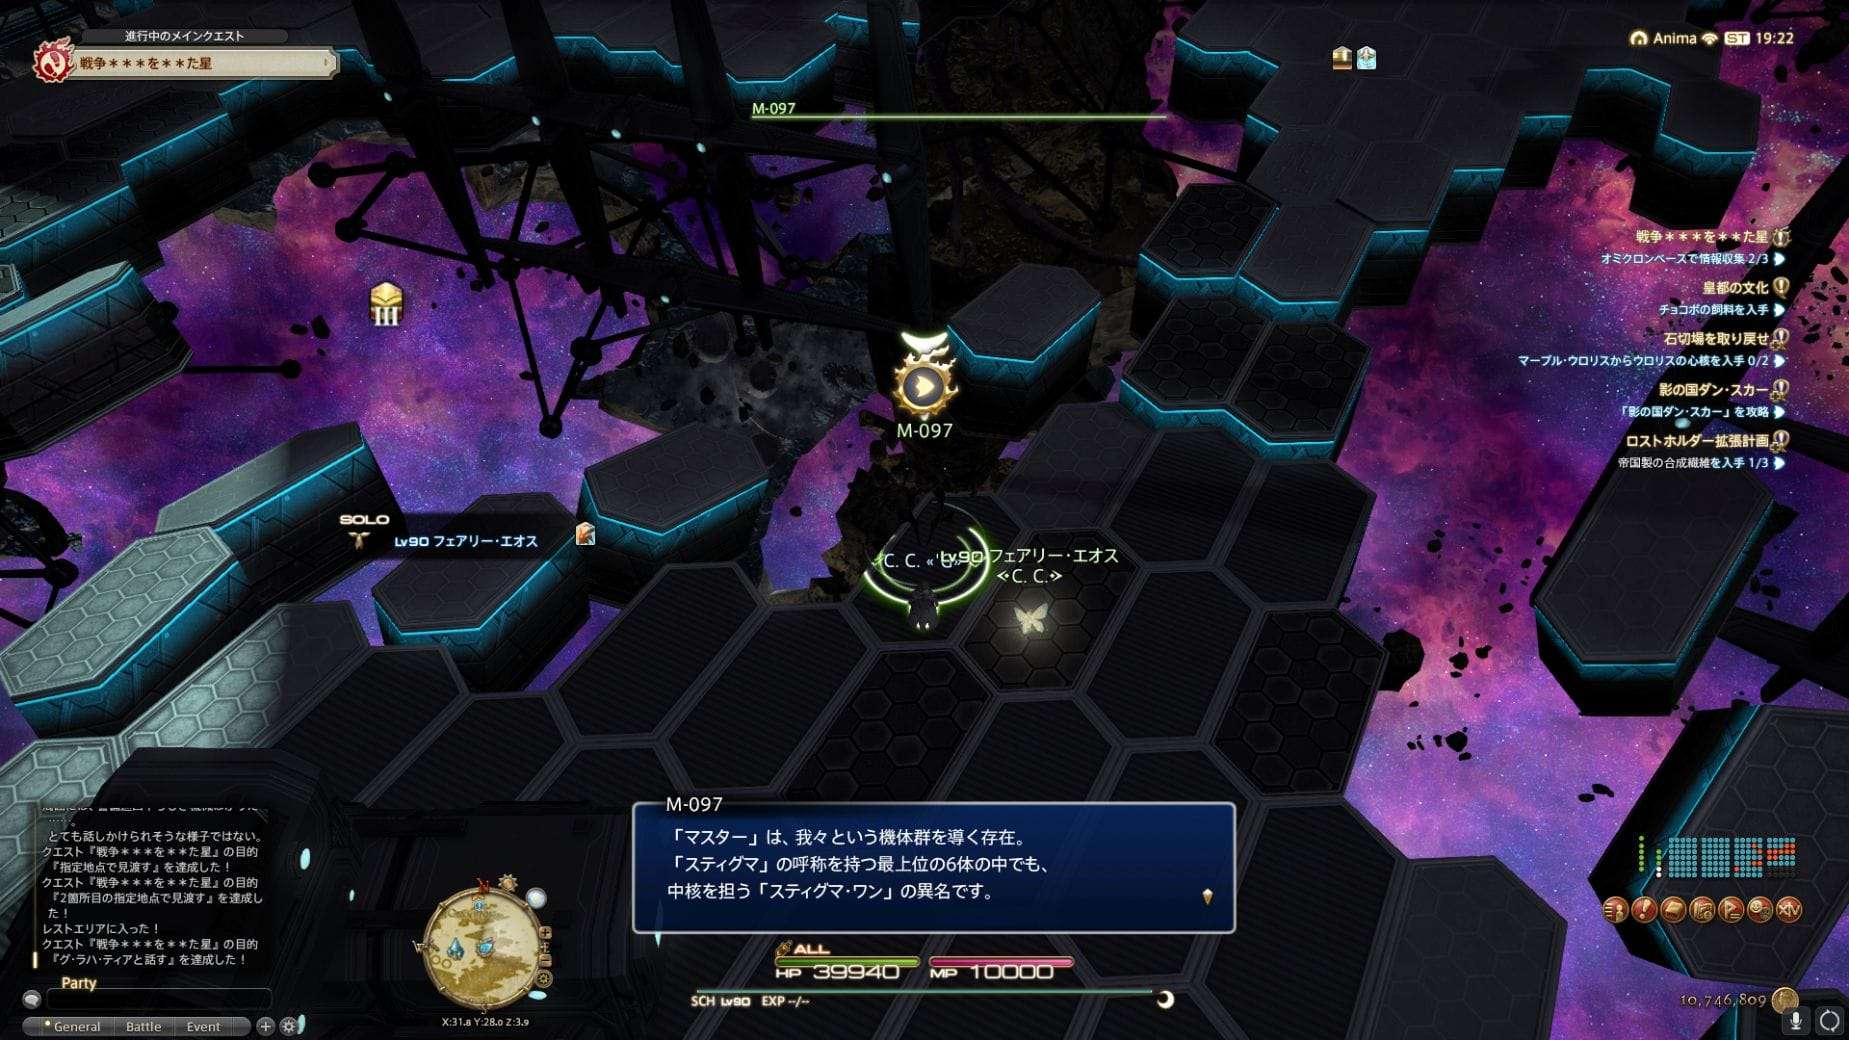 進行中のメインクエスト
戦争＊＊＊を＊＊た星
Anima ST 19:22
M-097
戦争＊＊＊を＊＊た星
オミクロンベースで情報収集 2/3
皇都の文化
チョコボの飼料を入手
石切場を取り戻せ
マーブル・ウロリスからウロリスの心核を入手 0/2
影の国ダン・スカー
「影の国ダン・スカー」を攻略
ロストホルダー拡張計画
帝国製の合成繊維を入手 1/3
III
M-097
SOLO
Lv90 フェアリー・エオス
C. C. «
Lv90 フェアリー・エオス
<C. C.>
M-097
「マスター」は、我々という機体群を導く存在。
「スティグマ」の呼称を持つ最上位の6体の中でも、
中核を担う「スティグマ・ワン」の異名です。
……。
とても話しかけられそうな様子ではない。
クエスト『戦争＊＊＊を＊＊た星』の目的
『指定地点で見渡す』を達成した！
クエスト『戦争＊＊＊を＊＊た星』の目的
『2箇所目の指定地点で見渡す』を達成し
た！
レストエリアに入った！
クエスト『戦争＊＊＊を＊＊た星』の目的
『グ・ラハ・ティアと話す』を達成した！
Party
General Battle Event
N
W
X:31.8 Y:28.0 Z:3.9
ALL
HP 39940 MP 10000
SCH Lv90 EXP --/--
XIV
10,746,809